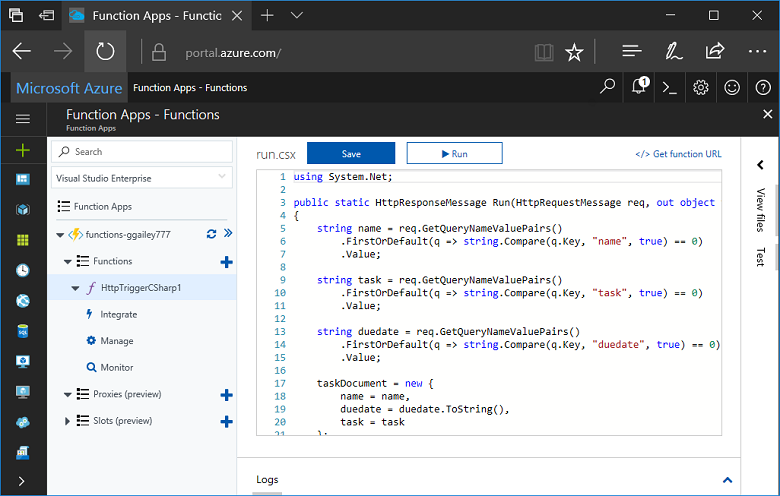 Function Apps - Functio
portal.azure.com/
Microsoft Azure
Function Apps - Functions
1
Function Apps - Functions
Function Apps
Search
Visual Studio Enterprise
Function Apps
functions-ggailey777
Functions
HttpTriggerCSharp1
Integrate
Manage
Monitor
Proxies (preview)
Slots (preview)
run.csx
Save
Run
</> Get function URL
1 using System.Net;
2
3 public static HttpResponseMessage Run(HttpRequestMessage req, out object
4 {
5 string name = req.GetQueryNameValuePairs()
6 .FirstOrDefault(q => string.Compare(q.Key, "name", true) == 0)
7 .Value;
8
9 string task = req.GetQueryNameValuePairs()
10 .FirstOrDefault(q => string.Compare(q.Key, "task", true) == 0)
11 .Value;
12
13 string duedate = req.GetQueryNameValuePairs()
14 .FirstOrDefault(q => string.Compare(q.Key, "duedate", true) == 0)
15 .Value;
16
17 taskDocument = new {
18 name = name,
19 duedate = duedate.ToString(),
20 task = task
21 };
View files
Test
Logs